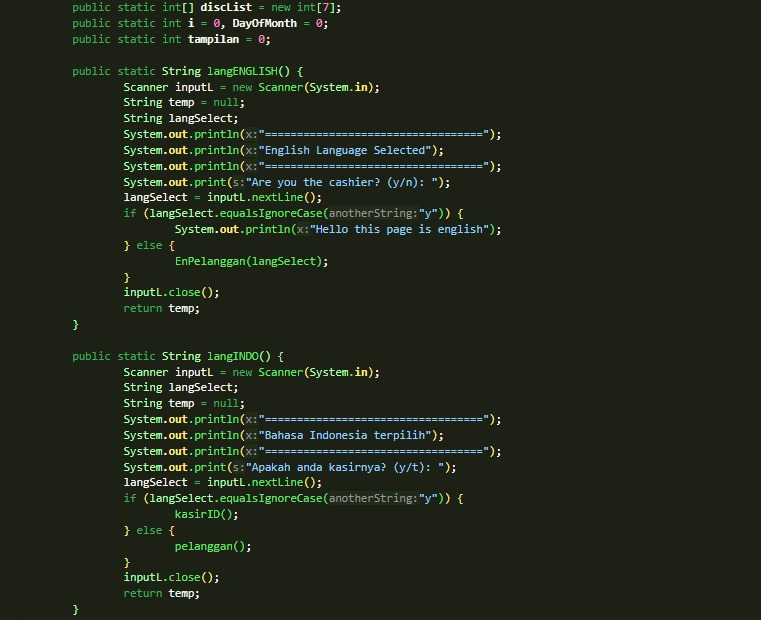 public static int[] discList = new int[7];
public static int i = 0, DayOfMonth = 0;
public static int tampilan = 0;
public static String langENGLISH() {
Scanner inputL = new Scanner(System.in);
String temp = null;
String langSelect;
System.out.println(x:"==================================");
System.out.println(x:"English Language Selected");
System.out.println(x:"==================================");
System.out.print(s:"Are you the cashier? (y/n): ");
langSelect = inputL.nextLine();
if (langSelect.equalsIgnoreCase(anotherString:"y")) {
System.out.println(x:"Hello this page is english");
} else {
EnPelanggan(langSelect);
}
inputL.close();
return temp;
}
public static String langINDO() {
Scanner inputL = new Scanner(System.in);
String langSelect;
String temp = null;
System.out.println(x:"==================================");
System.out.println(x:"Bahasa Indonesia terpilih");
System.out.println(x:"==================================");
System.out.print(s:"Apakah anda kasirnya? (y/t): ");
langSelect = inputL.nextLine();
if (langSelect.equalsIgnoreCase(anotherString:"y")) {
kasirID();
} else {
pelanggan();
}
inputL.close();
return temp;
}